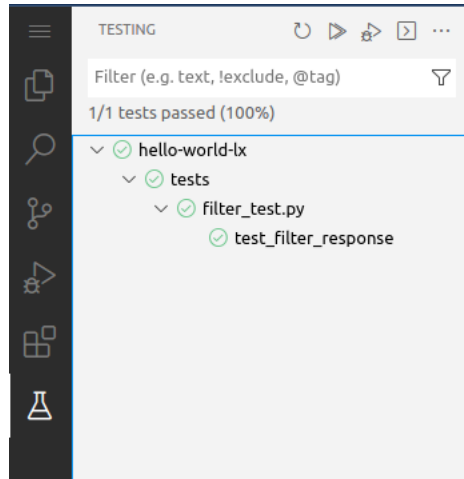 TESTING
Filter (e.g. text, !exclude, @tag)
1/1 tests passed (100%)
hello-world-lx
tests
filter_test.py
test_filter_response